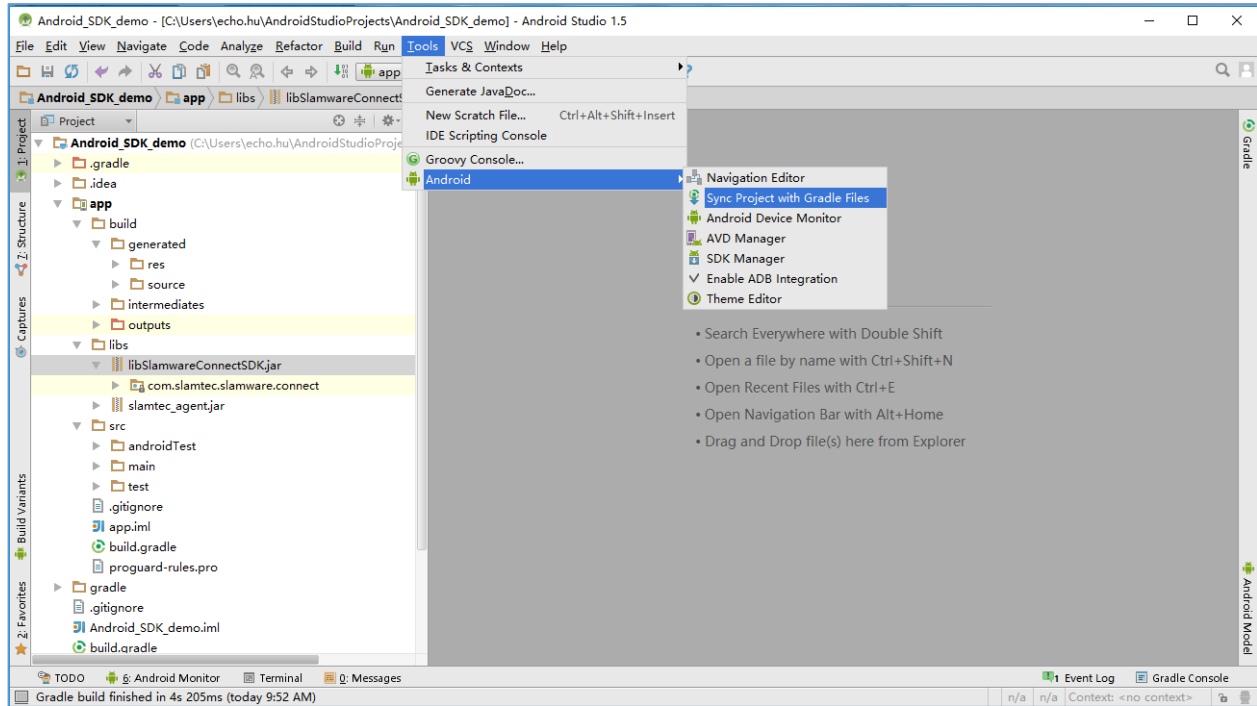 Android_SDK_demo - [C:\Users\echo.hu\AndroidStudioProjects\Android_SDK_demo] - Android Studio 1.5
File Edit View Navigate Code Analyze Refactor Build Run Tools VCS Window Help
app
Android_SDK_demo app libs libSlamwareConnectS
Tasks & Contexts
Generate JavaDoc...
New Scratch File... Ctrl+Alt+Shift+Insert
IDE Scripting Console
Groovy Console...
Android
Navigation Editor
Sync Project with Gradle Files
Android Device Monitor
AVD Manager
SDK Manager
Enable ADB Integration
Theme Editor
1: Project
7: Structure
Captures
Build Variants
2: Favorites
Project
Android_SDK_demo (C:\Users\echo.hu\AndroidStudioProje
.gradle
.idea
app
build
generated
res
source
intermediates
outputs
libs
libSlamwareConnectSDK.jar
com.slamtec.slamware.connect
slamtec_agent.jar
src
androidTest
main
test
.gitignore
app.iml
build.gradle
proguard-rules.pro
gradle
.gitignore
Android_SDK_demo.iml
build.gradle
• Search Everywhere with Double Shift
• Open a file by name with Ctrl+Shift+N
• Open Recent Files with Ctrl+E
• Open Navigation Bar with Alt+Home
• Drag and Drop file(s) here from Explorer
Gradle
Android Model
TODO 6: Android Monitor Terminal 0: Messages 1 Event Log Gradle Console
Gradle build finished in 4s 205ms (today 9:52 AM) n/a n/a Context: <no context>